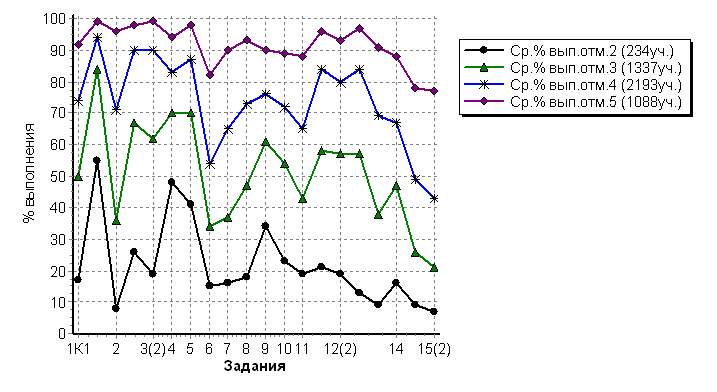 100
90
80
70
60
50
40
30
20
10
0
% выполнения
1К1 2 3(2) 4 5 6 7 8 9 10 11 12(2) 14 15(2)
Задания
Ср.% вып.отм.2 (234уч.)
Ср.% вып.отм.3 (1337уч.)
Ср.% вып.отм.4 (2193уч.)
Ср.% вып.отм.5 (1088уч.)